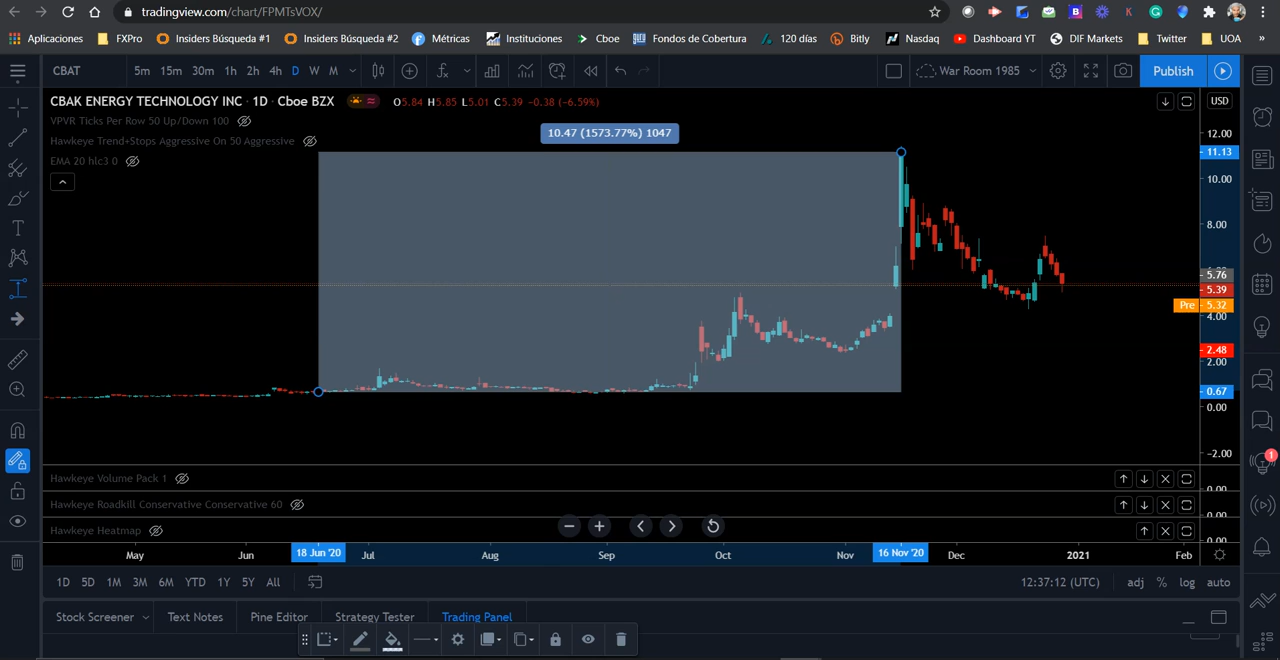 tradingview.com/chart/FPMTsVOX/
Aplicaciones FXPro Insiders Búsqueda #1 Insiders Búsqueda #2 Métricas Instituciones Cboe Fondos de Cobertura 120 días Bitly Nasdaq Dashboard YT DIF Markets Twitter UOA »
CBAT 5m 15m 30m 1h 2h 4h D W M War Room 1985 Publish
CBAK ENERGY TECHNOLOGY INC · 1D · Cboe BZX O5.84 H5.85 L5.01 C5.39 -0.38 (-6.59%) USD
VPVR Ticks Per Row 50 Up/Down 100
Hawkeye Trend+Stops Aggressive On 50 Aggressive
EMA 20 hlc3 0
10.47 (1573.77%) 1047
12.00
11.13
10.00
8.00
5.76
5.39
Pre 5.32
4.00
2.48
2.00
0.67
0.00
-2.00
Hawkeye Volume Pack 1
0.00
Hawkeye Roadkill Conservative Conservative 60
0.00
Hawkeye Heatmap
0.00
May Jun 18 Jun '20 Jul Aug Sep Oct Nov 16 Nov '20 Dec 2021 Feb
1D 5D 1M 3M 6M YTD 1Y 5Y All 12:37:12 (UTC) adj % log auto
Stock Screener Text Notes Pine Editor Strategy Tester Trading Panel
1